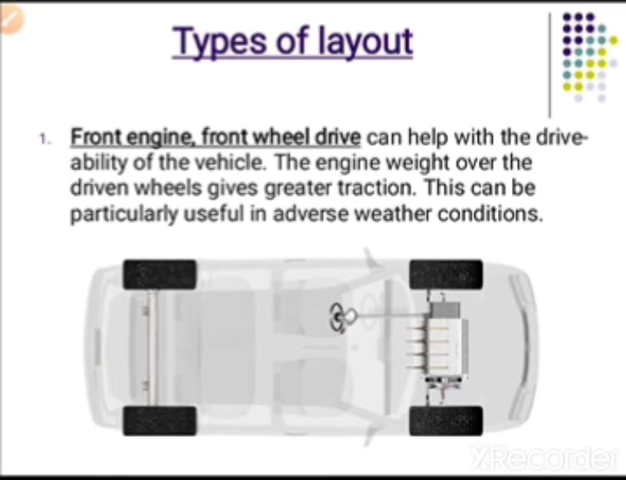 Types of layout
1. Front engine, front wheel drive can help with the drive-
ability of the vehicle. The engine weight over the
driven wheels gives greater traction. This can be
particularly useful in adverse weather conditions.
XRecorder